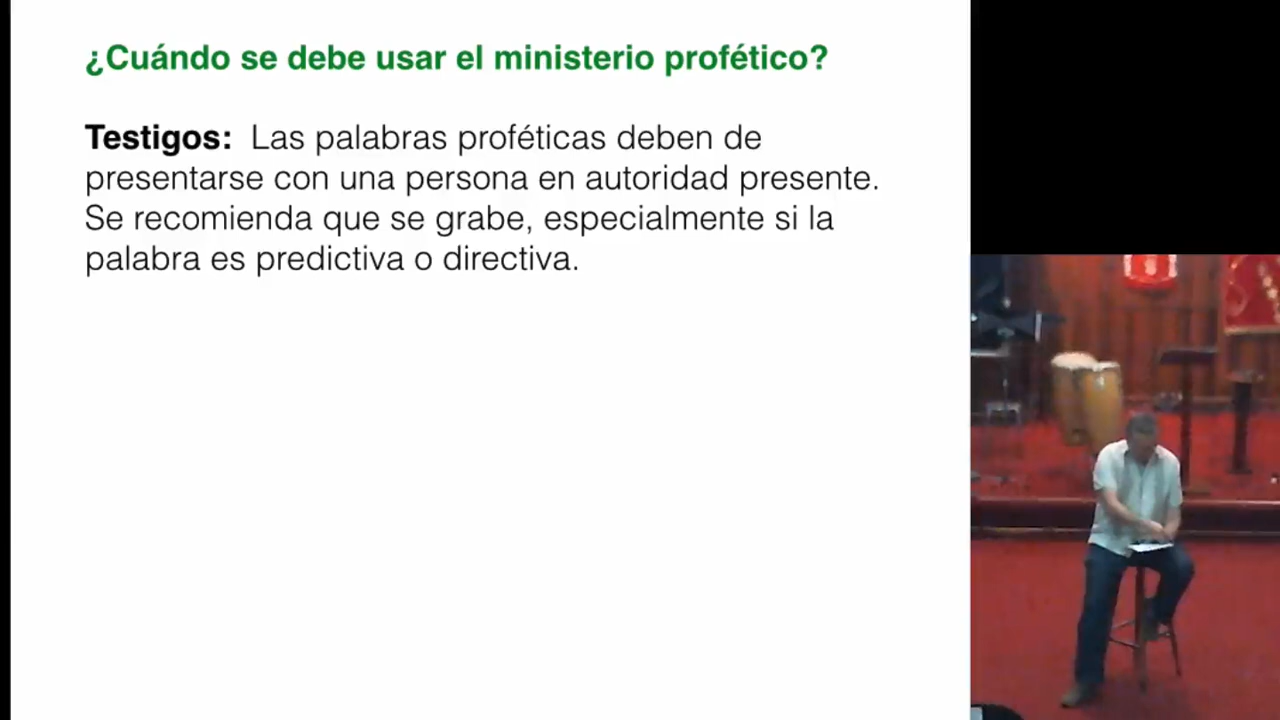 ¿Cuándo se debe usar el ministerio profético?
Testigos: Las palabras proféticas deben de
presentarse con una persona en autoridad presente.
Se recomienda que se grabe, especialmente si la
palabra es predictiva o directiva.